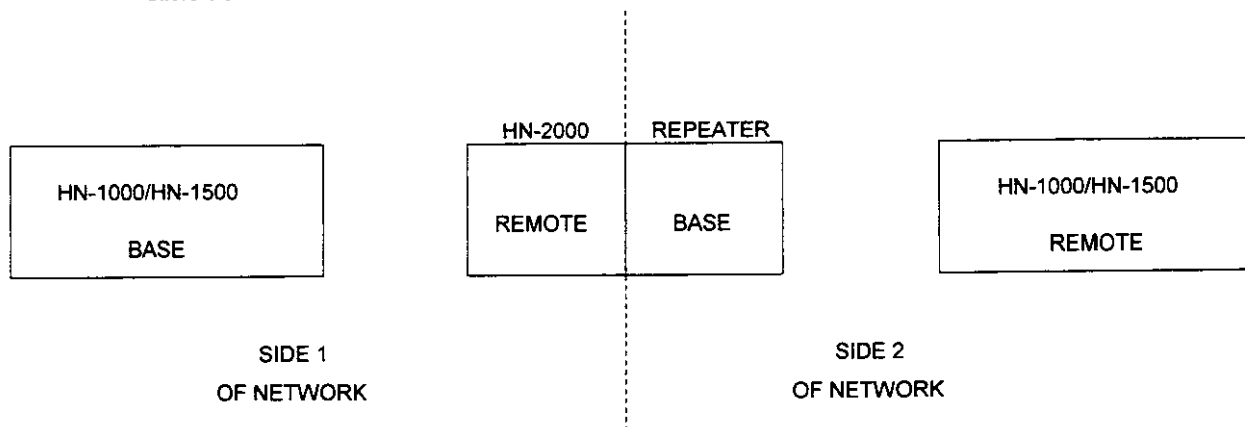 HN-2000 REPEATER
HN-1000/HN-1500
BASE
REMOTE BASE
HN-1000/HN-1500
REMOTE
SIDE 1
OF NETWORK
SIDE 2
OF NETWORK